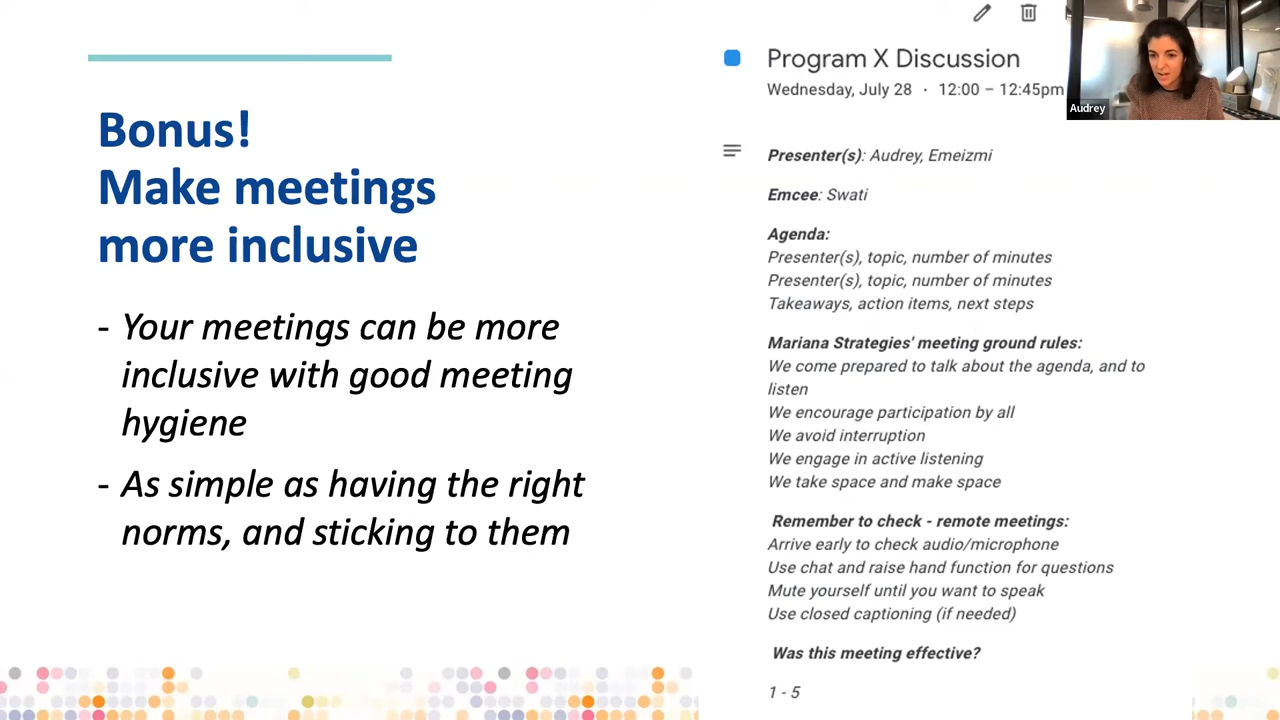 Bonus!
Make meetings
more inclusive
- Your meetings can be more
inclusive with good meeting
hygiene
- As simple as having the right
norms, and sticking to them
Program X Discussion
Wednesday, July 28 · 12:00 – 12:45pm
Presenter(s): Audrey, Emeizmi
Emcee: Swati
Agenda:
Presenter(s), topic, number of minutes
Presenter(s), topic, number of minutes
Takeaways, action items, next steps
Mariana Strategies' meeting ground rules:
We come prepared to talk about the agenda, and to
listen
We encourage participation by all
We avoid interruption
We engage in active listening
We take space and make space
Remember to check - remote meetings:
Arrive early to check audio/microphone
Use chat and raise hand function for questions
Mute yourself until you want to speak
Use closed captioning (if needed)
Was this meeting effective?
1 - 5
Audrey